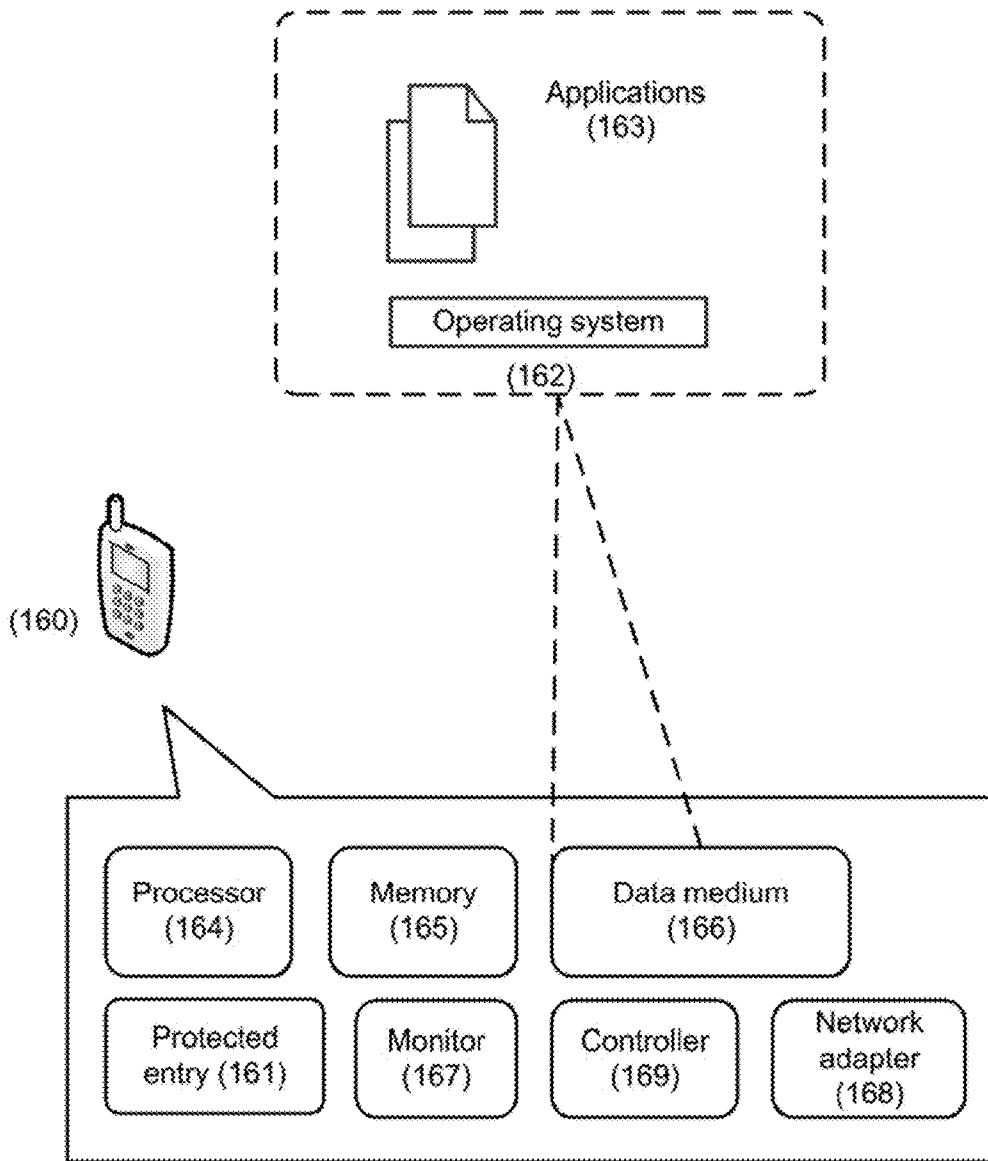 Applications
(163)
Operating system
(162)
(160)
Processor
(164)
Memory
(165)
Data medium
(166)
Protected
entry (161)
Monitor
(167)
Controller
(169)
Network
adapter
(168)